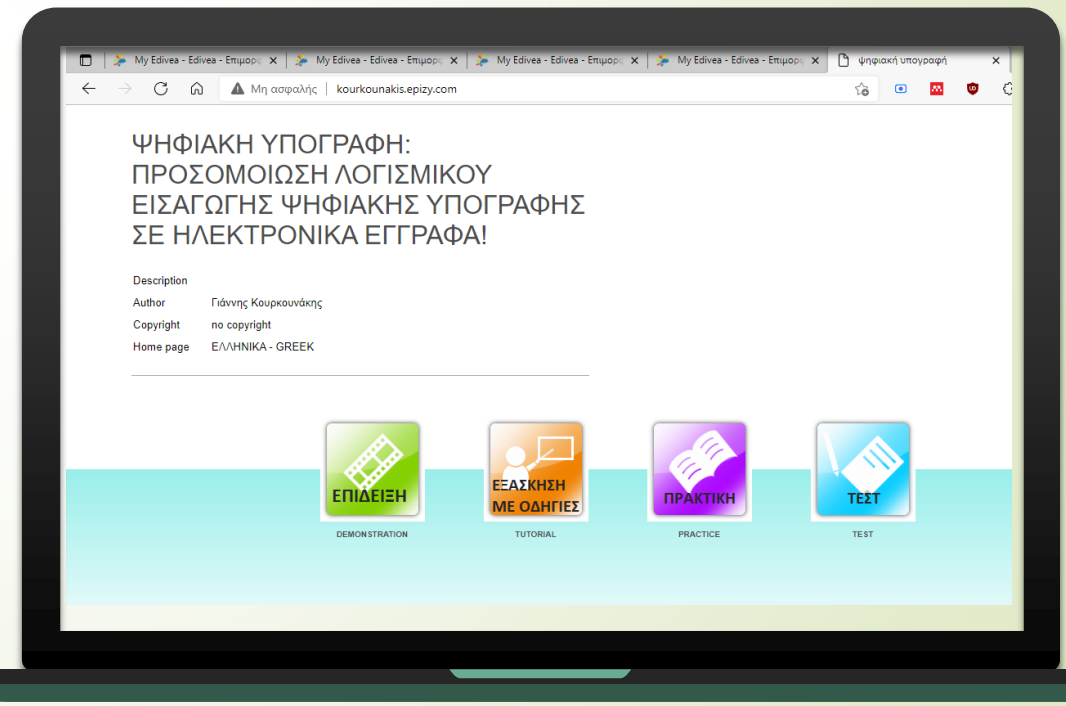 My Edivea - Edivea - Επιμορφ
My Edivea - Edivea - Επιμορφ
My Edivea - Edivea - Επιμορφ
My Edivea - Edivea - Επιμορφ
ψηφιακή υπογραφή
Μη ασφαλής | kourkounakis.epizy.com
ΨΗΦΙΑΚΗ ΥΠΟΓΡΑΦΗ:
ΠΡΟΣΟΜΟΙΩΣΗ ΛΟΓΙΣΜΙΚΟΥ
ΕΙΣΑΓΩΓΗΣ ΨΗΦΙΑΚΗΣ ΥΠΟΓΡΑΦΗΣ
ΣΕ ΗΛΕΚΤΡΟΝΙΚΑ ΕΓΓΡΑΦΑ!
Description
Author Γιάννης Κουρκουνάκης
Copyright no copyright
Home page ΕΛΛΗΝΙΚΑ - GREEK
ΕΠΙΔΕΙΞΗ
ΕΞΑΣΚΗΣΗ
ΜΕ ΟΔΗΓΙΕΣ
ΠΡΑΚΤΙΚΗ
ΤΕΣΤ
DEMONSTRATION
TUTORIAL
PRACTICE
TEST